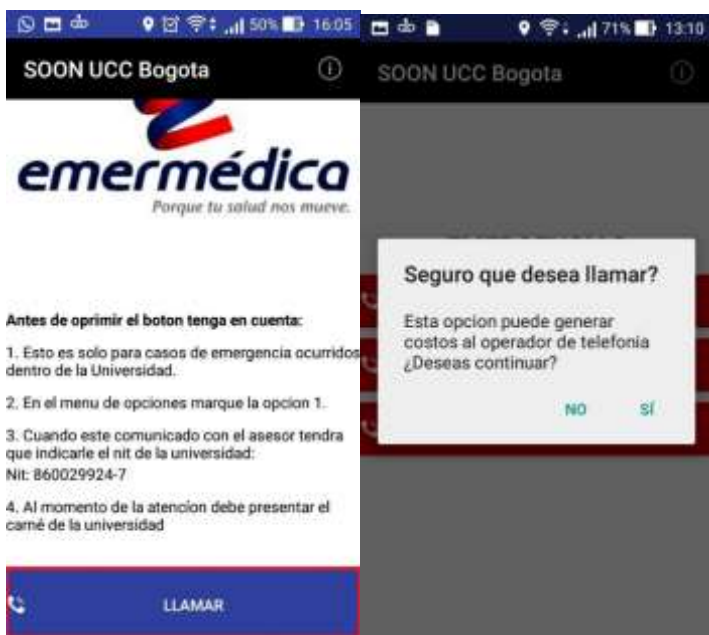 50% 16:05
SOON UCC Bogota
emermédica
Porque tu salud nos mueve.
Antes de oprimir el boton tenga en cuenta:
1. Esto es solo para casos de emergencia ocurridos
dentro de la Universidad.
2. En el menu de opciones marque la opcion 1.
3. Cuando este comunicado con el asesor tendra
que indicarle el nit de la universidad:
Nit: 860029924-7
4. Al momento de la atencion debe presentar el
carné de la universidad
LLAMAR
71% 13:10
SOON UCC Bogota
Seguro que desea llamar?
Esta opcion puede generar
costos al operador de telefonia
¿Deseas continuar?
NO SÍ